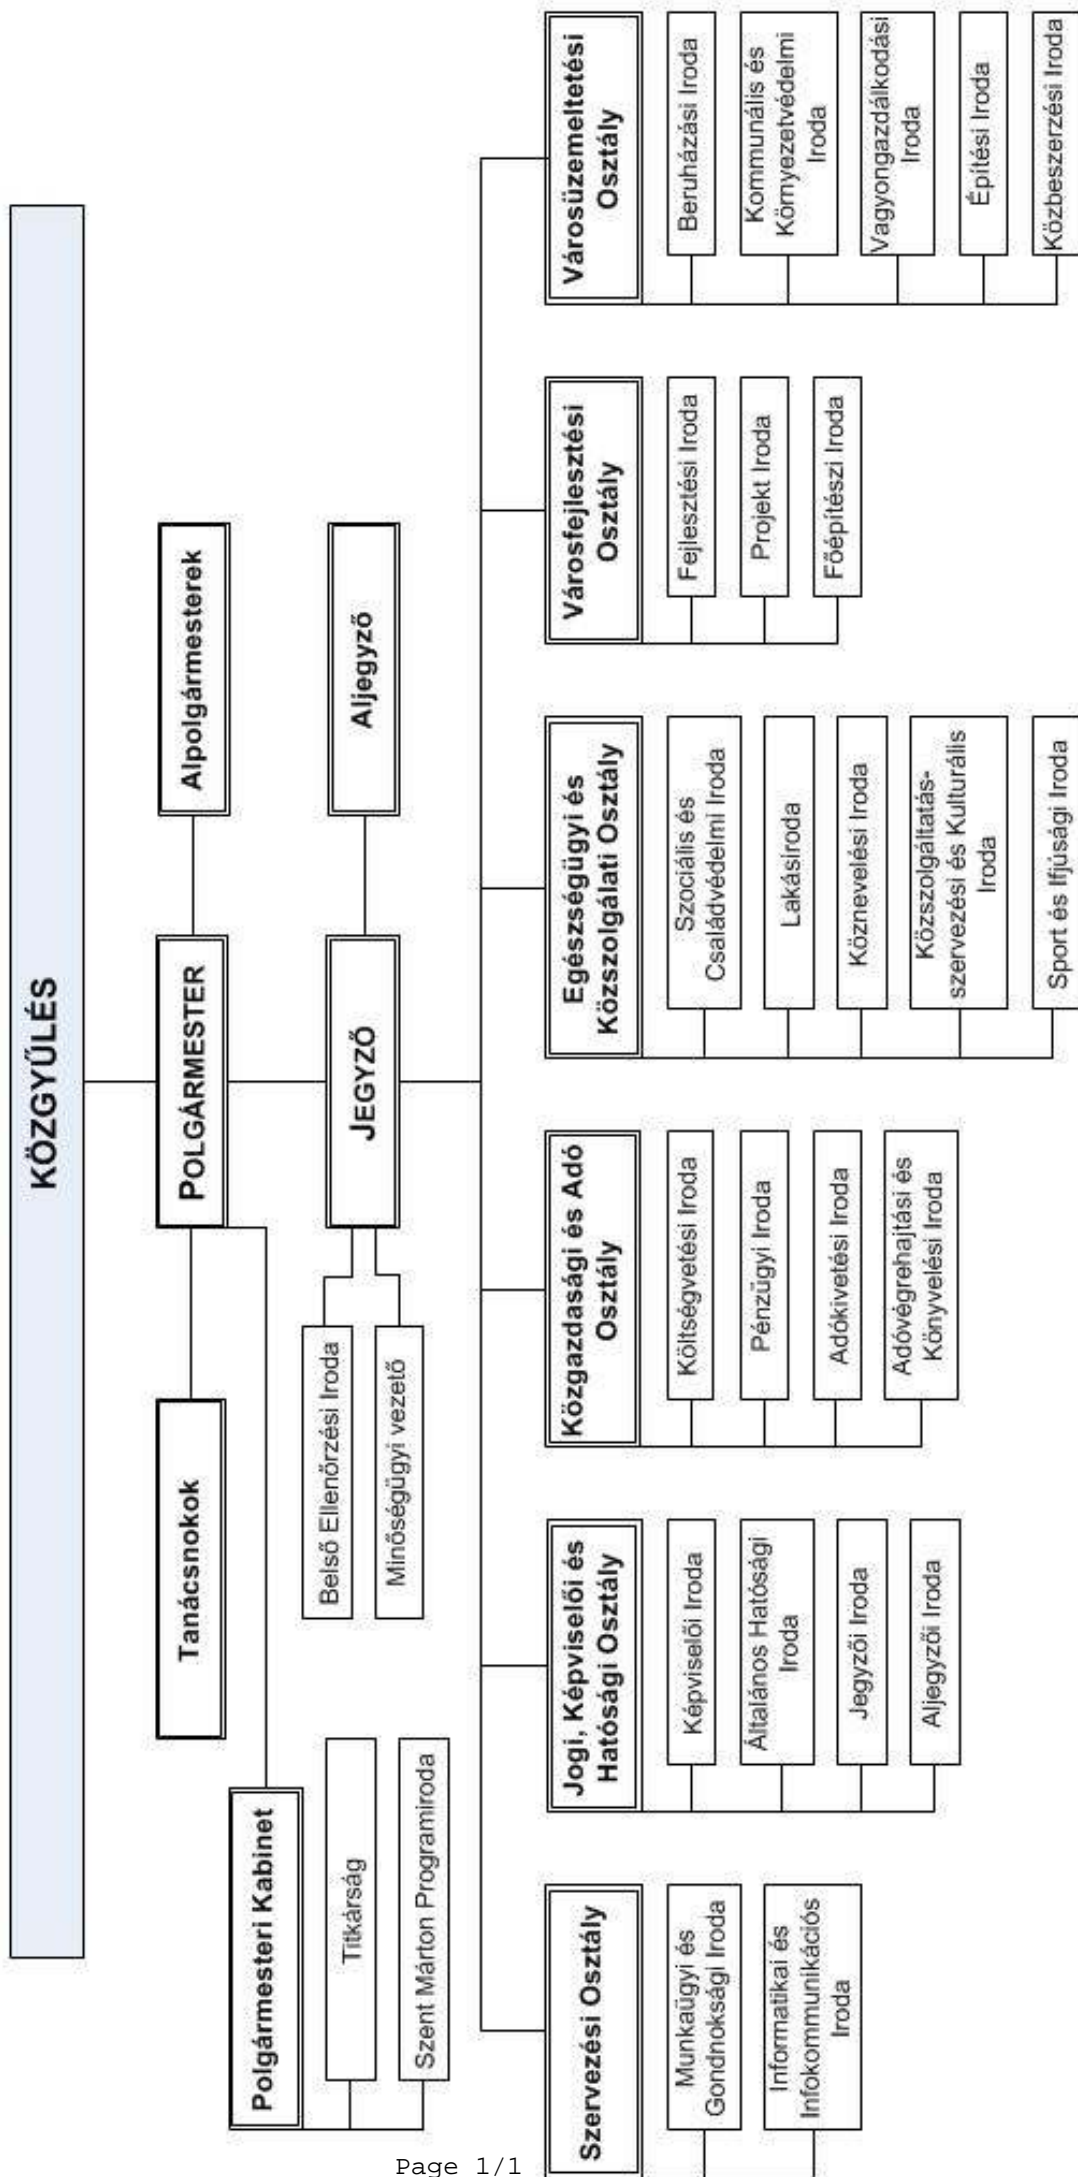 KÖZGYŰLÉS
Tanácsnokok
POLGÁRMESTER
Alpolgármesterek
Polgármesteri Kabinet
Titkárság
Szent Márton Programiroda
Belső Ellenőrzési Iroda
Minőségügyi vezető
JEGYZŐ
Aljegyző
Szervezési Osztály
Munkaügyi és
Gondnoksági Iroda
Informatikai és
Infokommunikációs
Iroda
Jogi, Képviselői és
Hatósági Osztály
Képviselői Iroda
Általános Hatósági
Iroda
Jegyzői Iroda
Aljegyzői Iroda
Közgazdasági és Adó
Osztály
Költségvetési Iroda
Pénzügyi Iroda
Adókivetési Iroda
Adóvégrehajtási és
Könyvelési Iroda
Egészségügyi és
Közszolgálati Osztály
Szociális és
Családvédelmi Iroda
Lakásiroda
Köznevelési Iroda
Közszolgáltatás-
szervezési és Kulturális
Iroda
Sport és Ifjúsági Iroda
Városfejlesztési
Osztály
Fejlesztési Iroda
Projekt Iroda
Főépítészi Iroda
Városüzemeltetési
Osztály
Beruházási Iroda
Kommunális és
Környezetvédelmi
Iroda
Vagyongazdálkodási
Iroda
Építési Iroda
Közbeszerzési Iroda
Page 1/1